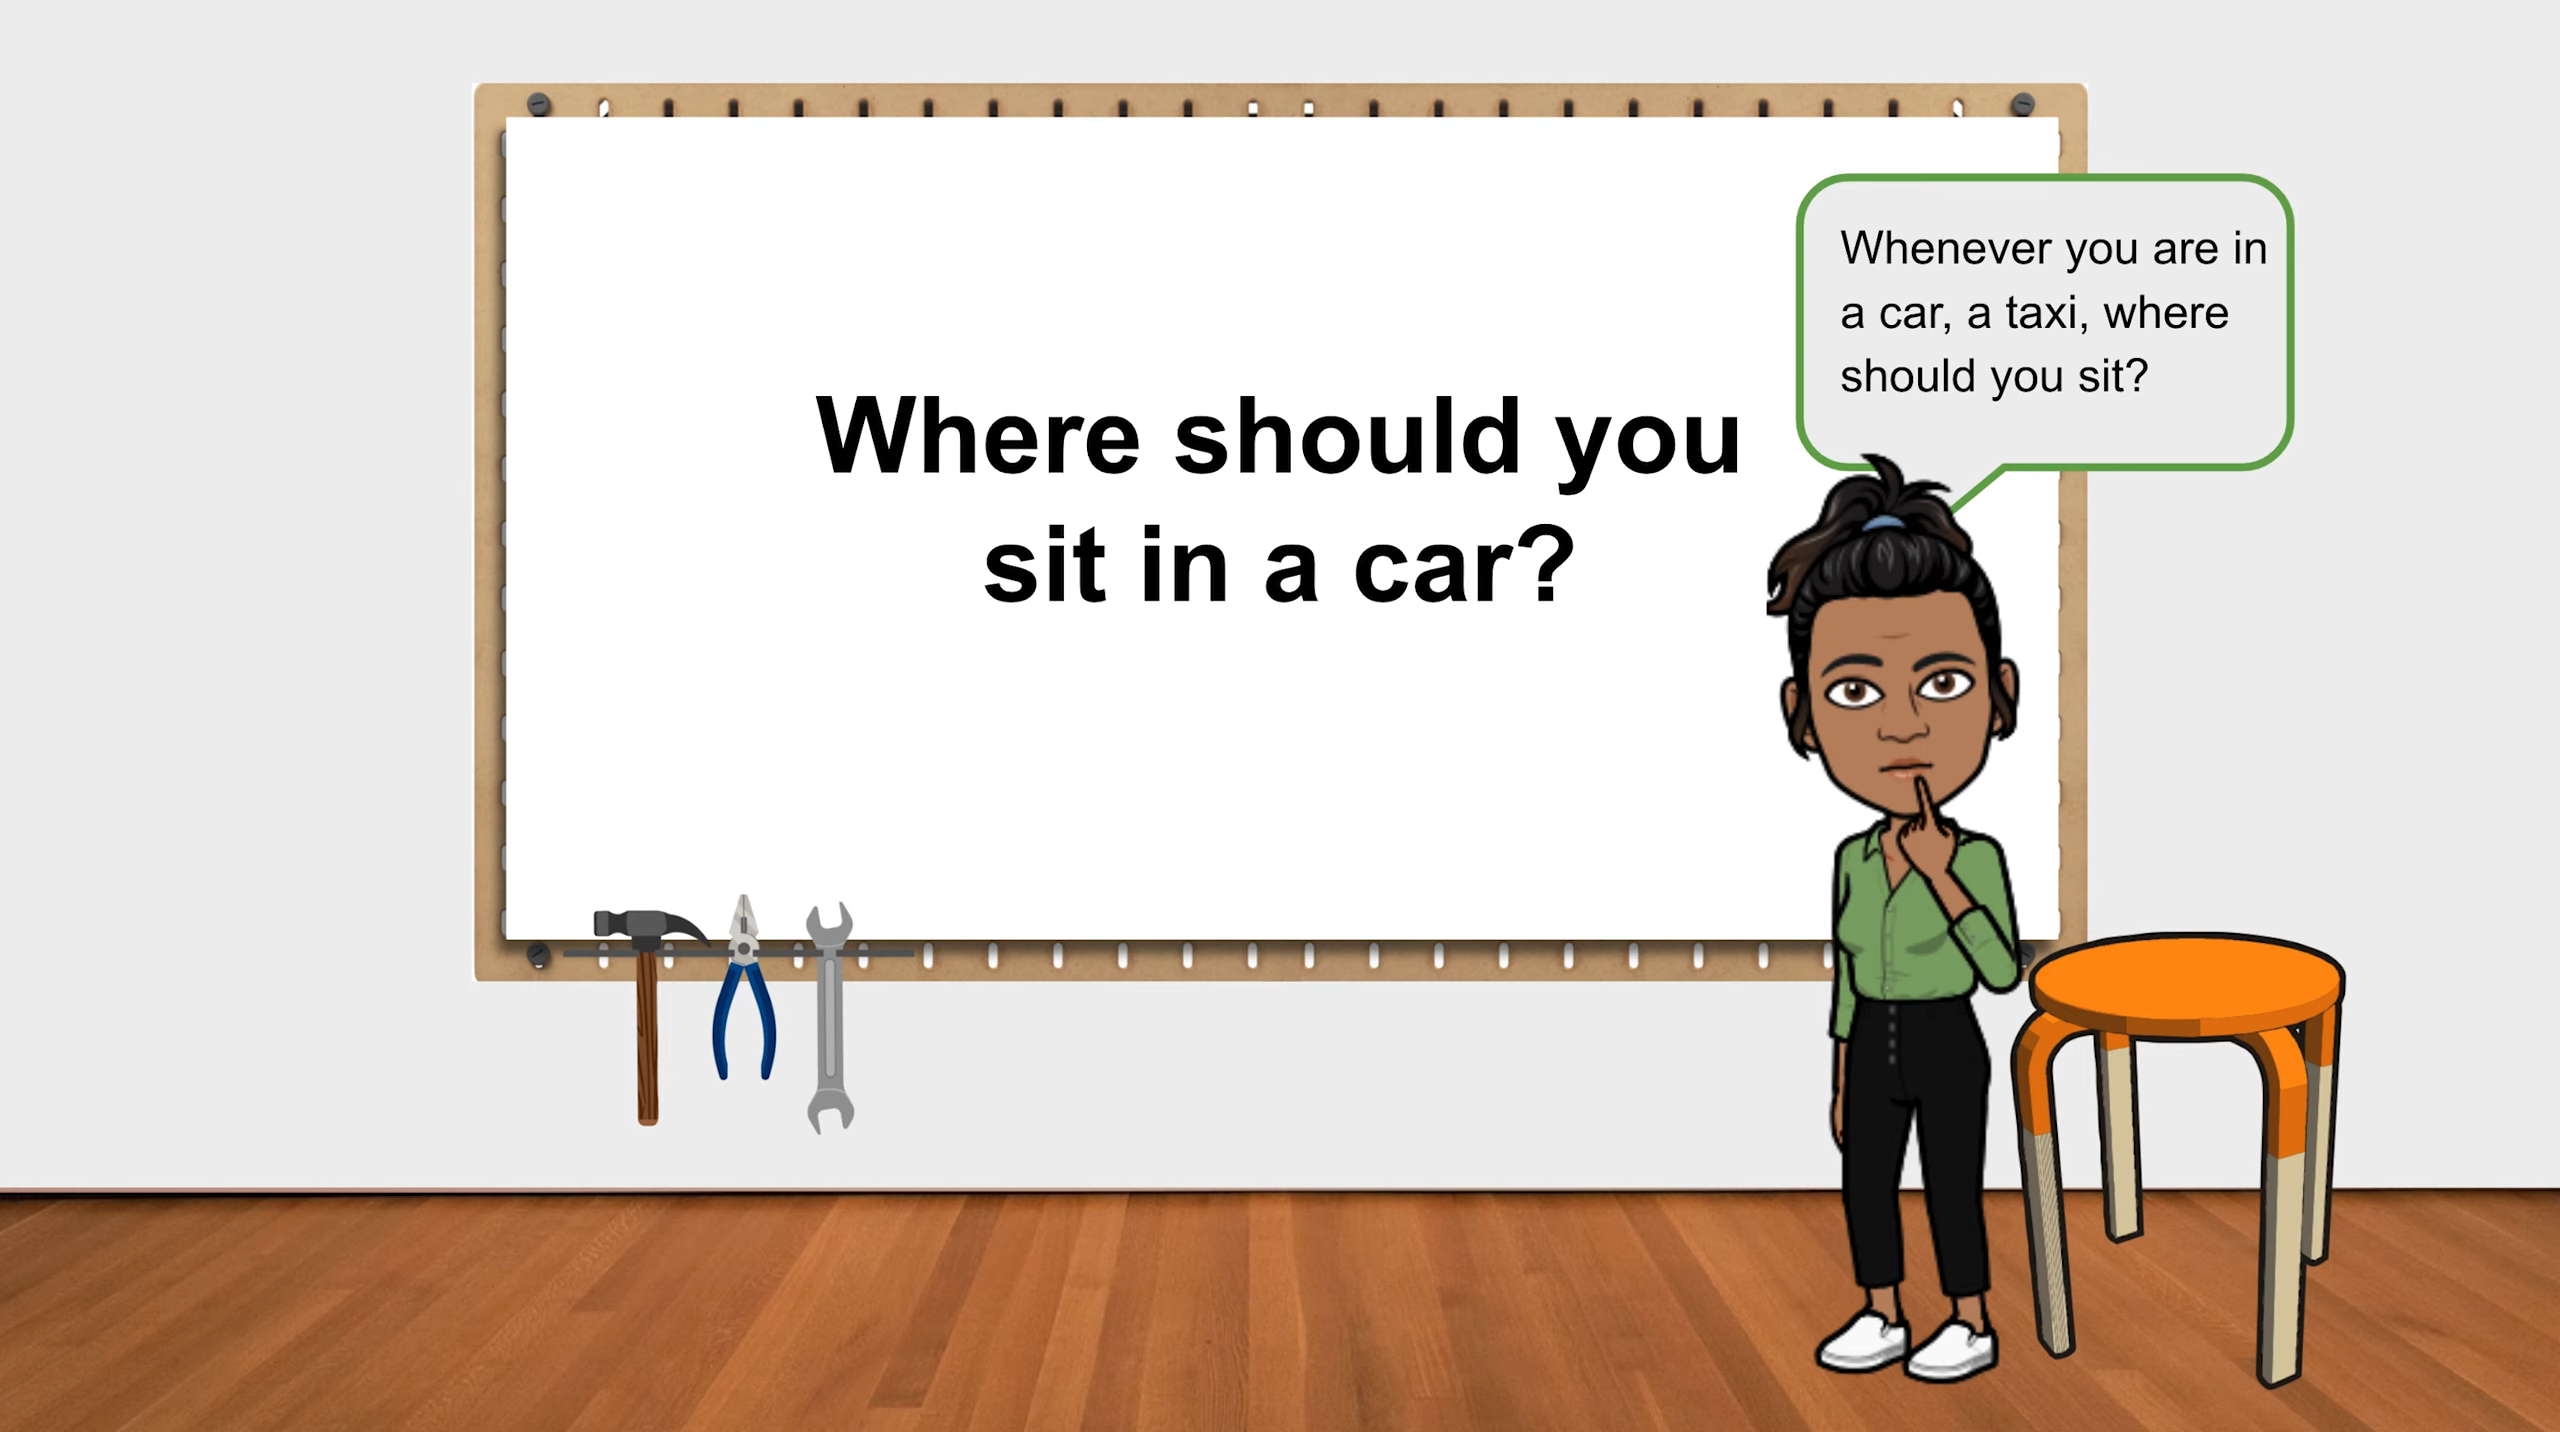 Where should you
sit in a car?
Whenever you are in
a car, a taxi, where
should you sit?